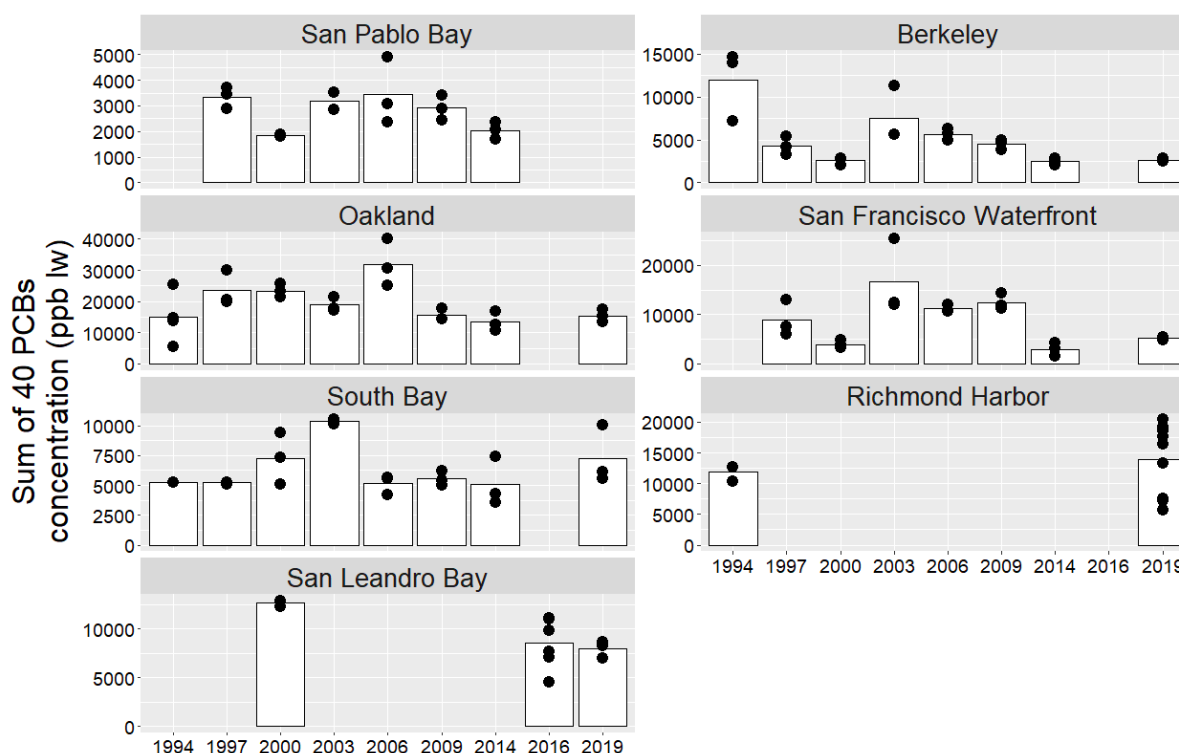 Sum of 40 PCBs
concentration (ppb lw)
San Pablo Bay
5000
4000
3000
2000
1000
0
Berkeley
15000
10000
5000
0
Oakland
40000
30000
20000
10000
0
San Francisco Waterfront
20000
10000
0
South Bay
10000
7500
5000
2500
0
Richmond Harbor
20000
15000
10000
5000
0
1994 1997 2000 2003 2006 2009 2014 2016 2019
San Leandro Bay
10000
5000
0
1994 1997 2000 2003 2006 2009 2014 2016 2019